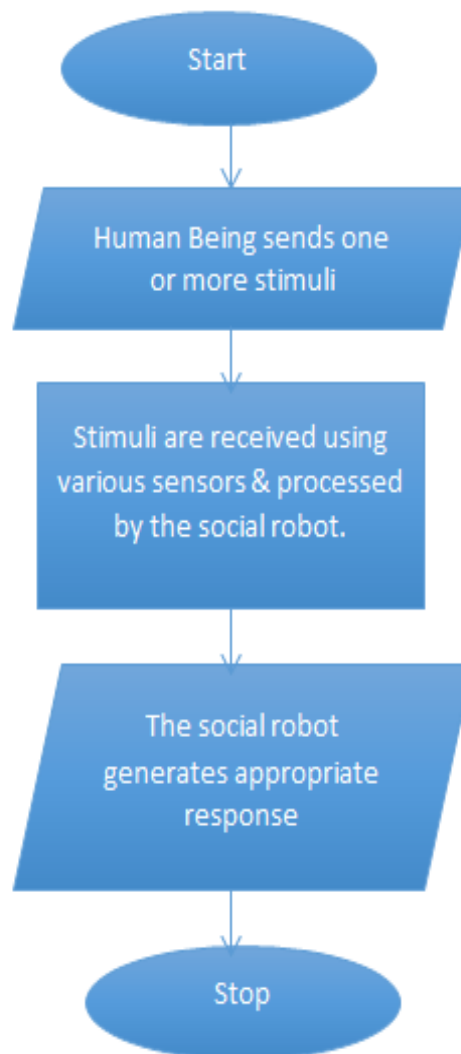 Start
Human Being sends one
or more stimuli
Stimuli are received using
various sensors & processed
by the social robot.
The social robot
generates appropriate
response
Stop